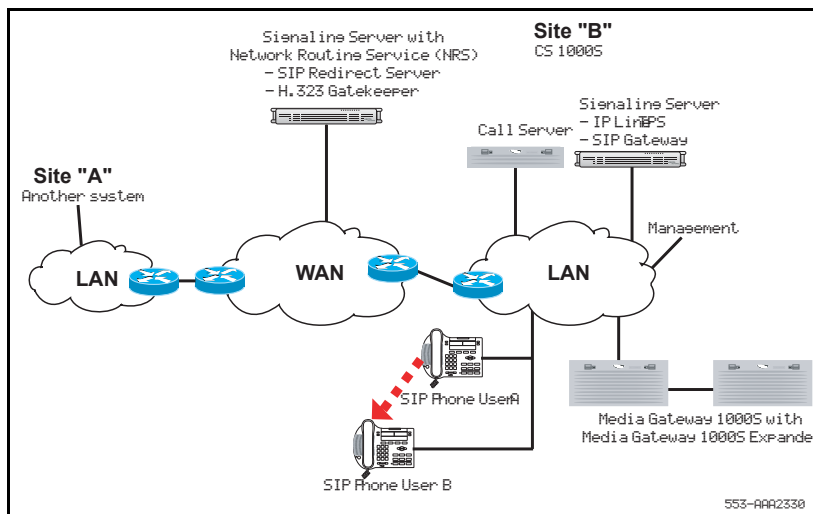 Signaling Server with
Network Routing Service (NRS)
- SIP Redirect Server
- H.323 Gatekeeper
Site "B"
CS 1000S
Signaling Server
- IP Line
- SIP Gateway
Call Server
Site "A"
Another system
Management
LAN
WAN
LAN
SIP Phone User A
Media Gateway 1000S with
Media Gateway 1000S Expande
SIP Phone User B
553-AAA2330